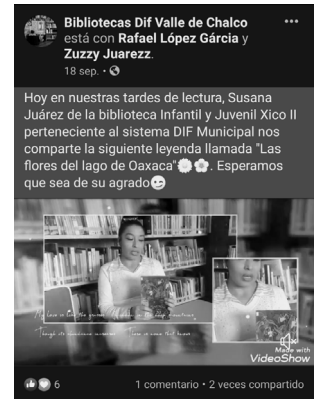 Bibliotecas Dif Valle de Chalco
está con Rafael López Gárcia y
Zuzzy Juarezz.
18 sep.
Hoy en nuestras tardes de lectura, Susana
Juárez de la biblioteca Infantil y Juvenil Xico II
perteneciente al sistema DIF Municipal nos
comparte la siguiente leyenda llamada "Las
flores del lago de Oaxaca"🌼🌸. Esperamos
que sea de su agrado😉
Made with
VideoShow
6
1 comentario • 2 veces compartido